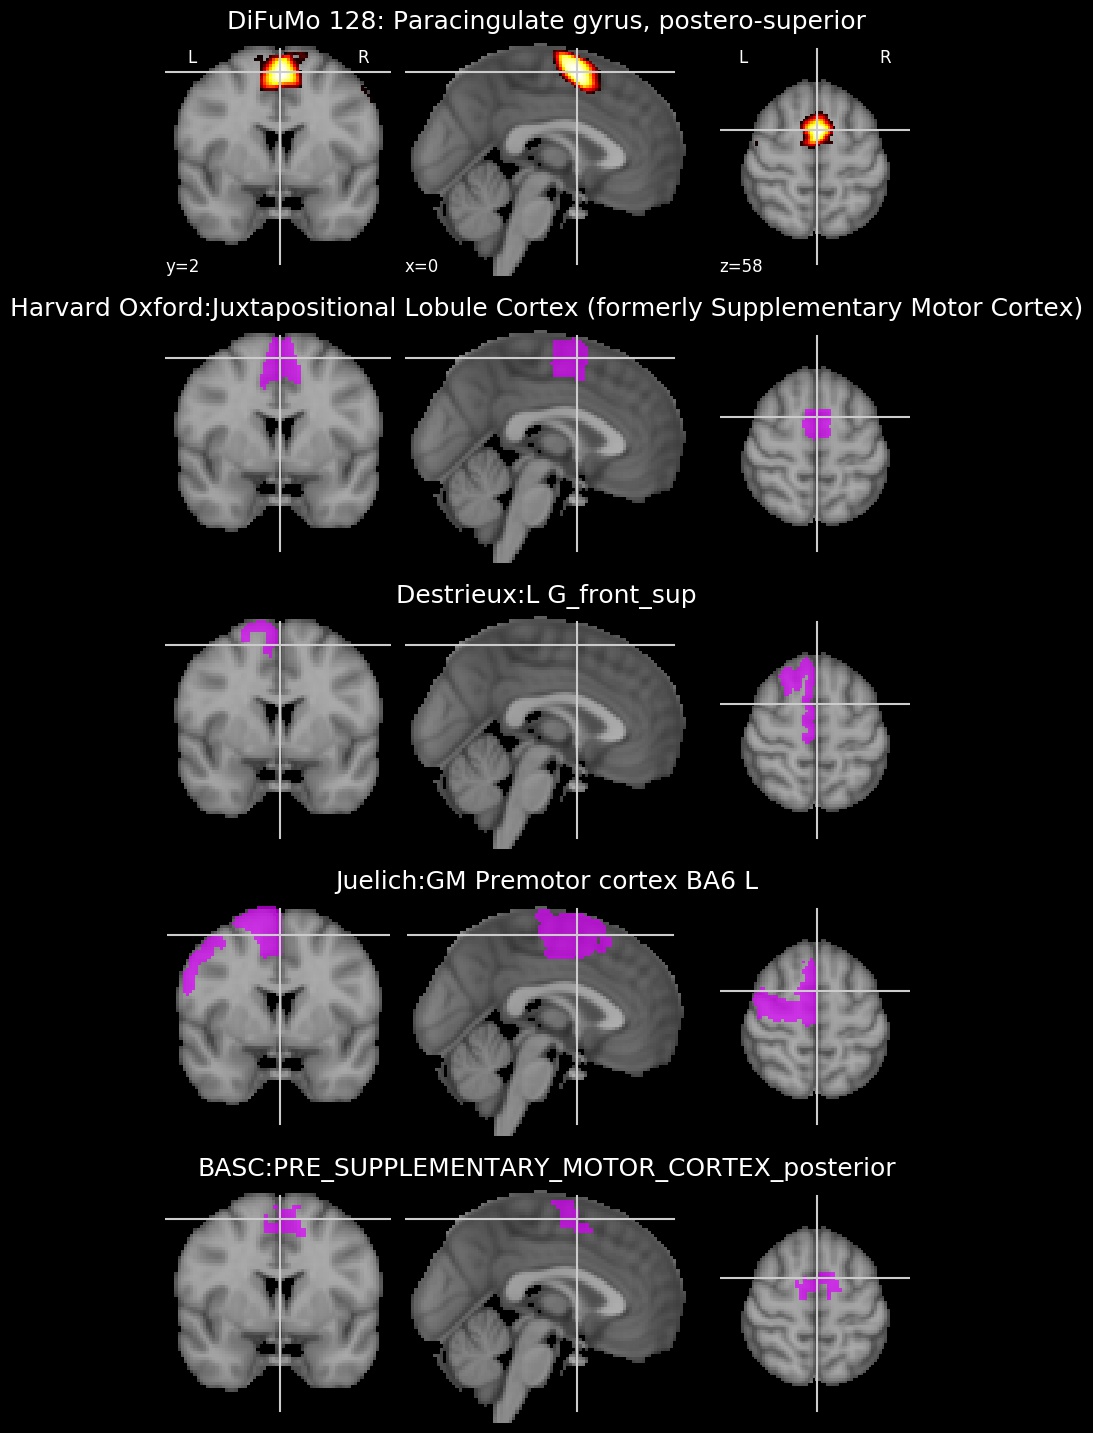 DiFuMo 128: Paracingulate gyrus, postero-superior
L R L R
y=2 x=0 z=58
Harvard Oxford:Juxtapositional Lobule Cortex (formerly Supplementary Motor Cortex)
Destrieux:L G_front_sup
Juelich:GM Premotor cortex BA6 L
BASC:PRE_SUPPLEMENTARY_MOTOR_CORTEX_posterior